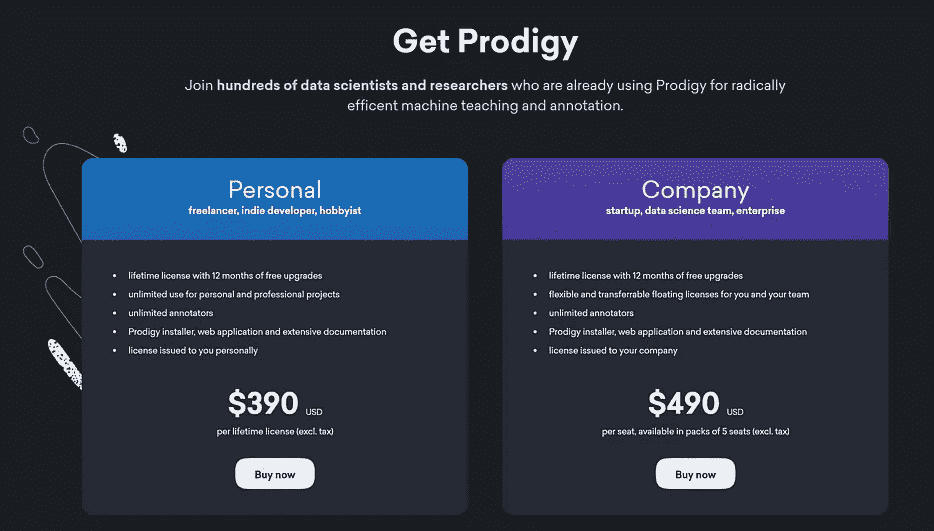 Get Prodigy
Join hundreds of data scientists and researchers who are already using Prodigy for radically
efficent machine teaching and annotation.
Personal
freelancer, indie developer, hobbyist
• lifetime license with 12 months of free upgrades
• unlimited use for personal and professional projects
• unlimited annotators
• Prodigy installer, web application and extensive documentation
• license issued to you personally
$390 USD
per lifetime license (excl. tax)
Buy now
Company
startup, data science team, enterprise
• lifetime license with 12 months of free upgrades
• flexible and transferrable floating licenses for you and your team
• unlimited annotators
• Prodigy installer, web application and extensive documentation
• license issued to your company
$490 USD
per seat, available in packs of 5 seats (excl. tax)
Buy now